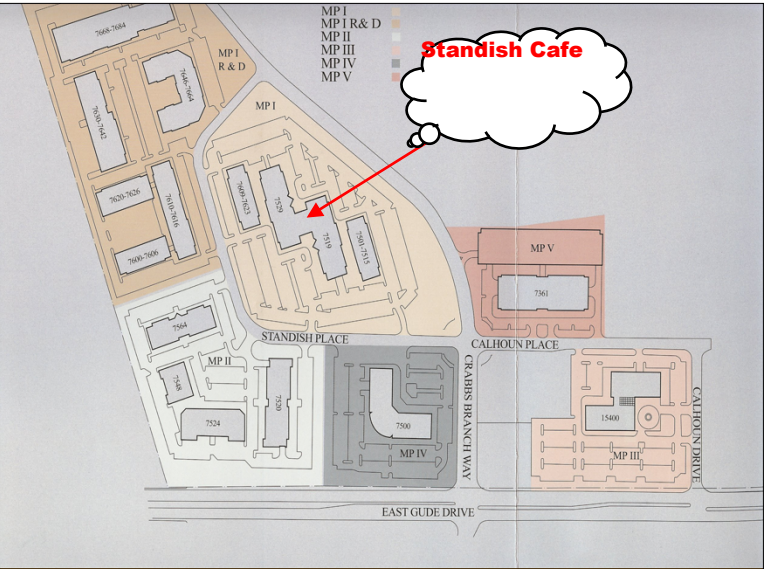 MP I
MP I R& D
MP II
MP III
MP IV
MP V
Standish Cafe
7668-7684
MP I
R & D
7646-7664
7630-7642
MP I
7620-7626
7610-7616
7600-7606
7609-7623
7529
7519
7501-7515
MP V
7361
STANDISH PLACE
CALHOUN PLACE
7564
MP II
7548
7520
7524
7500
MP IV
CRABBS BRANCH WAY
15400
MP III
CALHOUN DRIVE
EAST GUDE DRIVE